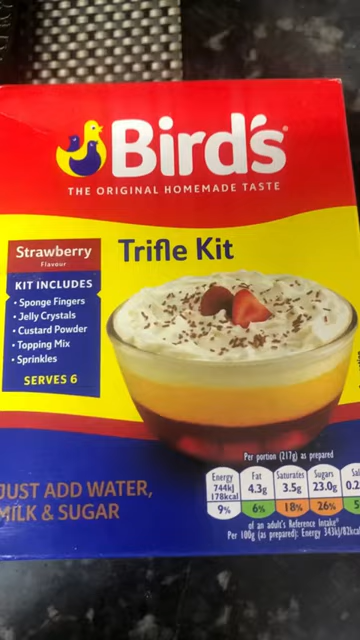 Bird's
THE ORIGINAL HOMEMADE TASTE
Strawberry
Flavour
Trifle Kit
KIT INCLUDES
• Sponge Fingers
• Jelly Crystals
• Custard Powder
• Topping Mix
• Sprinkles
SERVES 6
JUST ADD WATER,
MILK & SUGAR
Per portion (217g) as prepared
Energy 744kJ 178kcal 9%
Fat 4.3g 6%
Saturates 3.5g 18%
Sugars 23.0g 26%
of an adult's Reference Intake*
Per 100g (as prepared): Energy 343kJ/82kcal